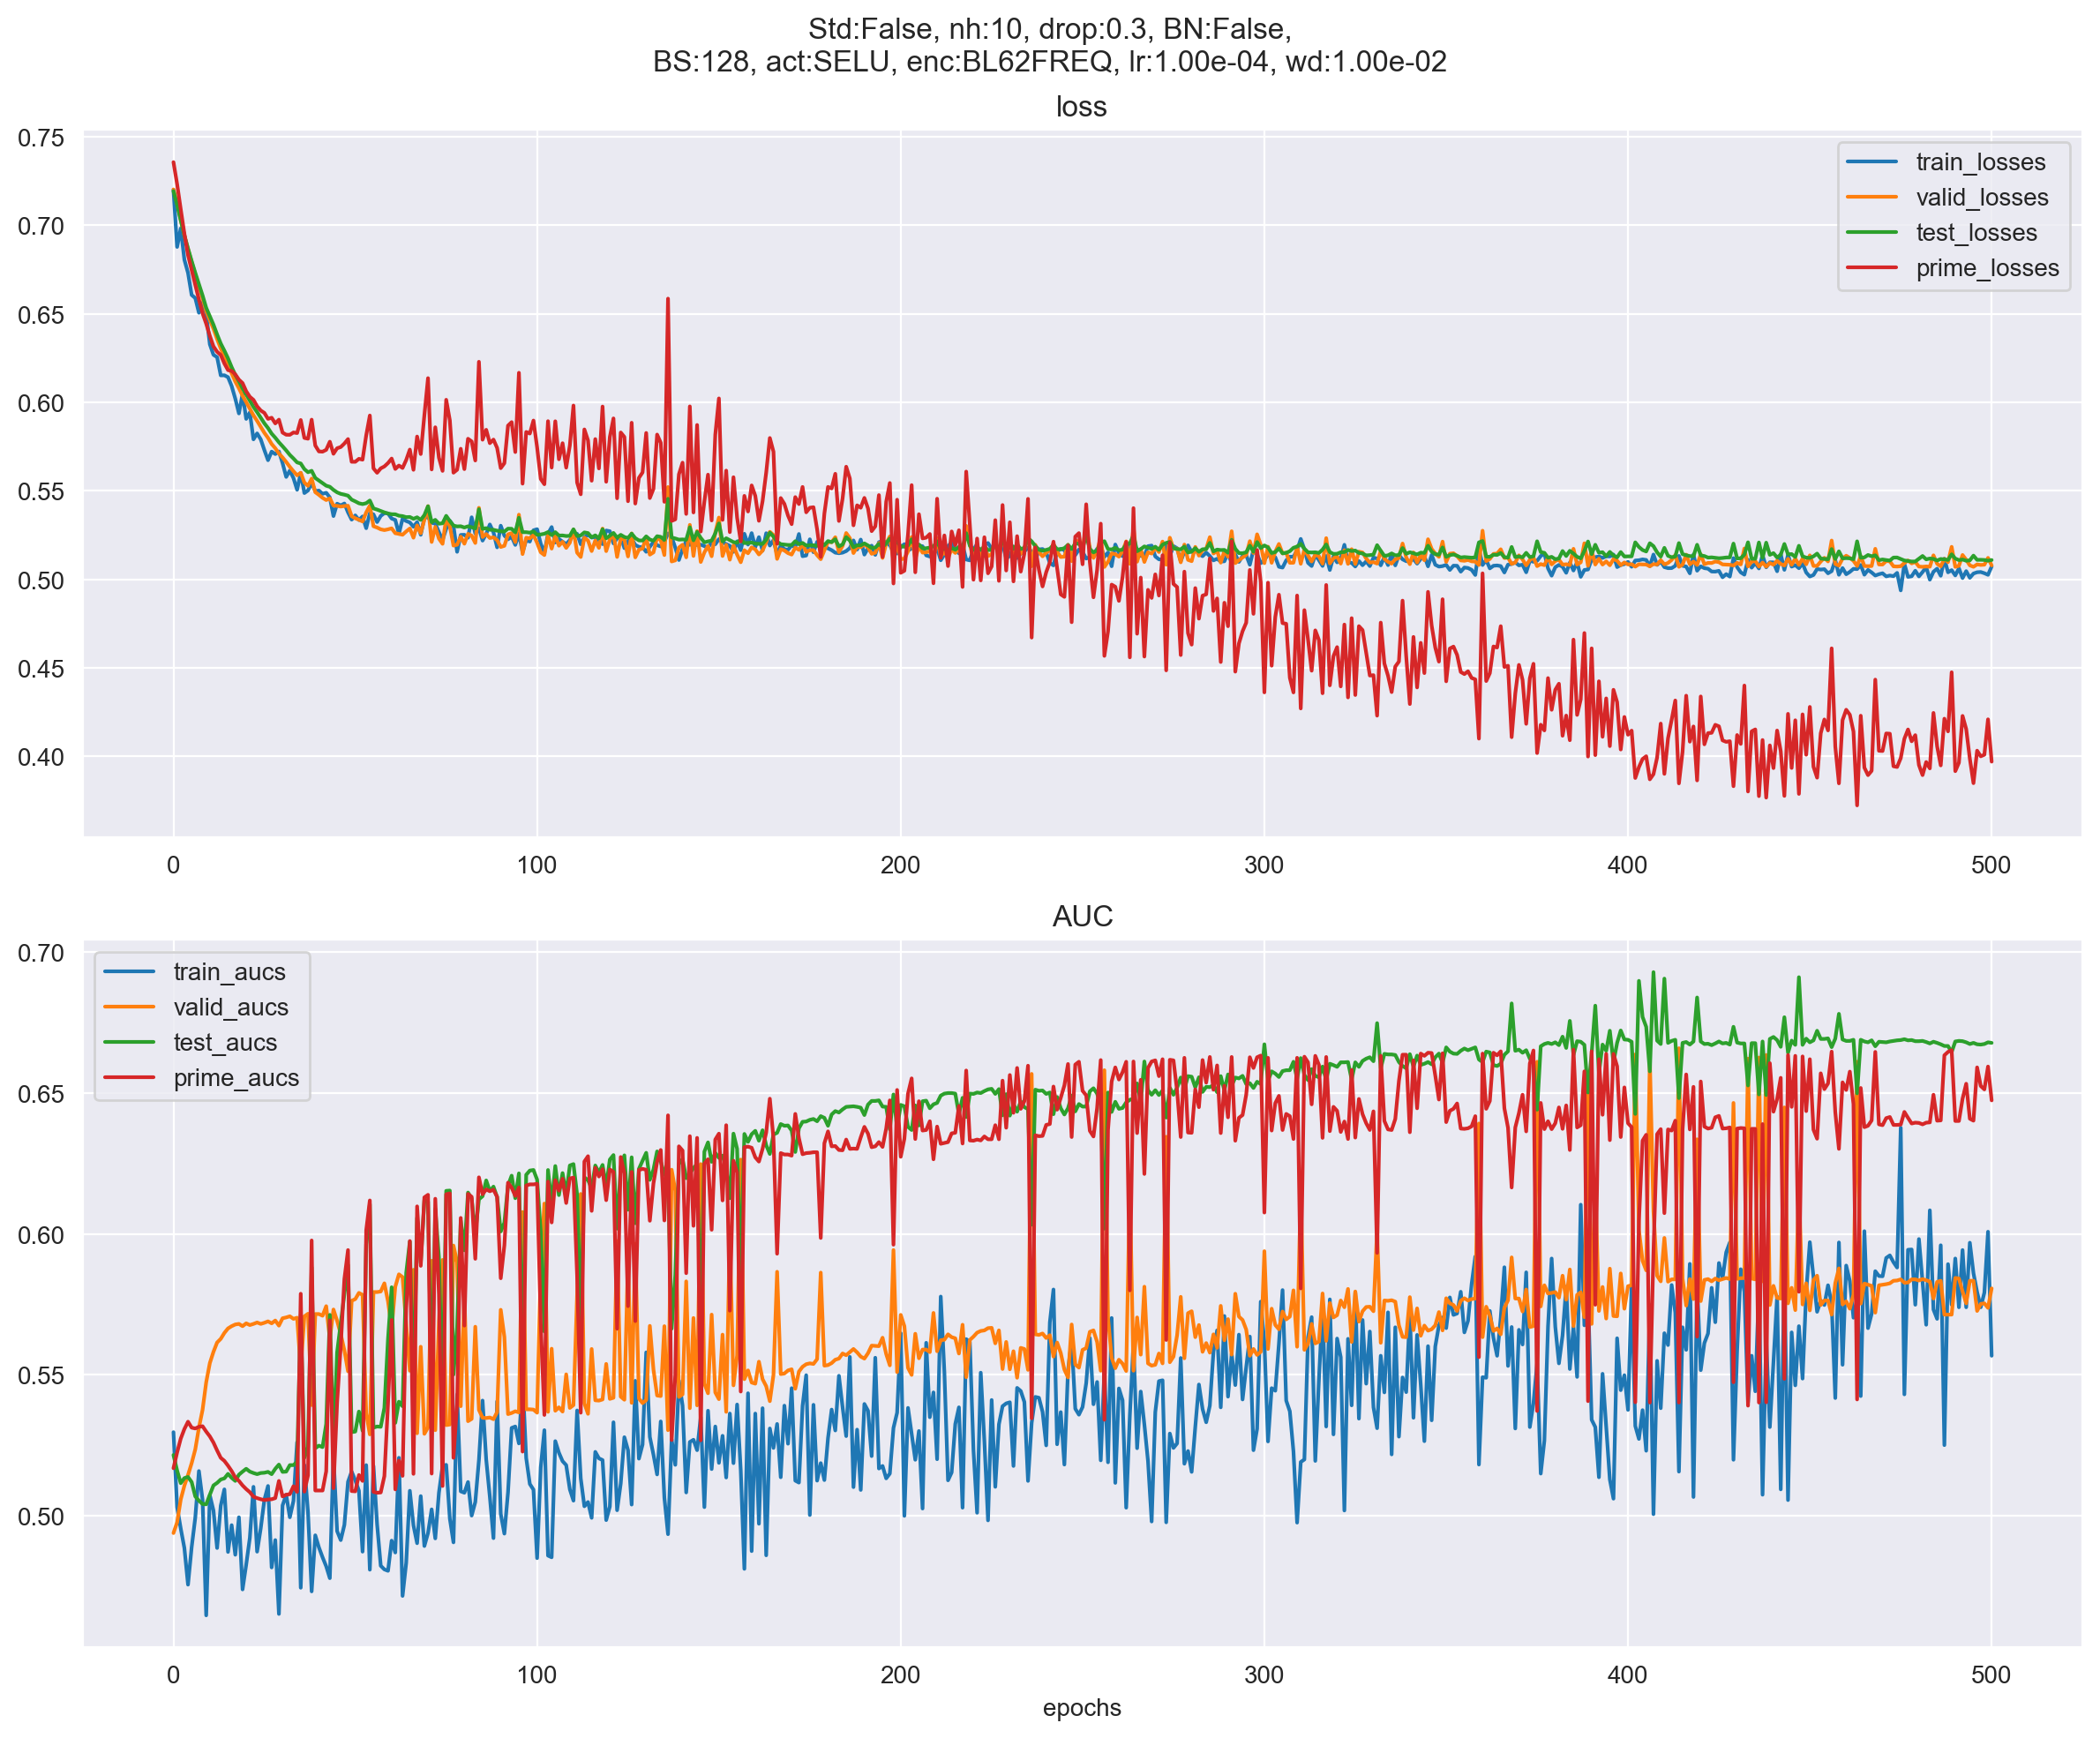 Std:False, nh:10, drop:0.3, BN:False,
BS:128, act:SELU, enc:BL62FREQ, lr:1.00e-04, wd:1.00e-02
loss
0.75
0.70
0.65
0.60
0.55
0.50
0.45
0.40
train_losses
valid_losses
test_losses
prime_losses
0 100 200 300 400 500
AUC
0.70
0.65
0.60
0.55
0.50
train_aucs
valid_aucs
test_aucs
prime_aucs
0 100 200 300 400 500
epochs